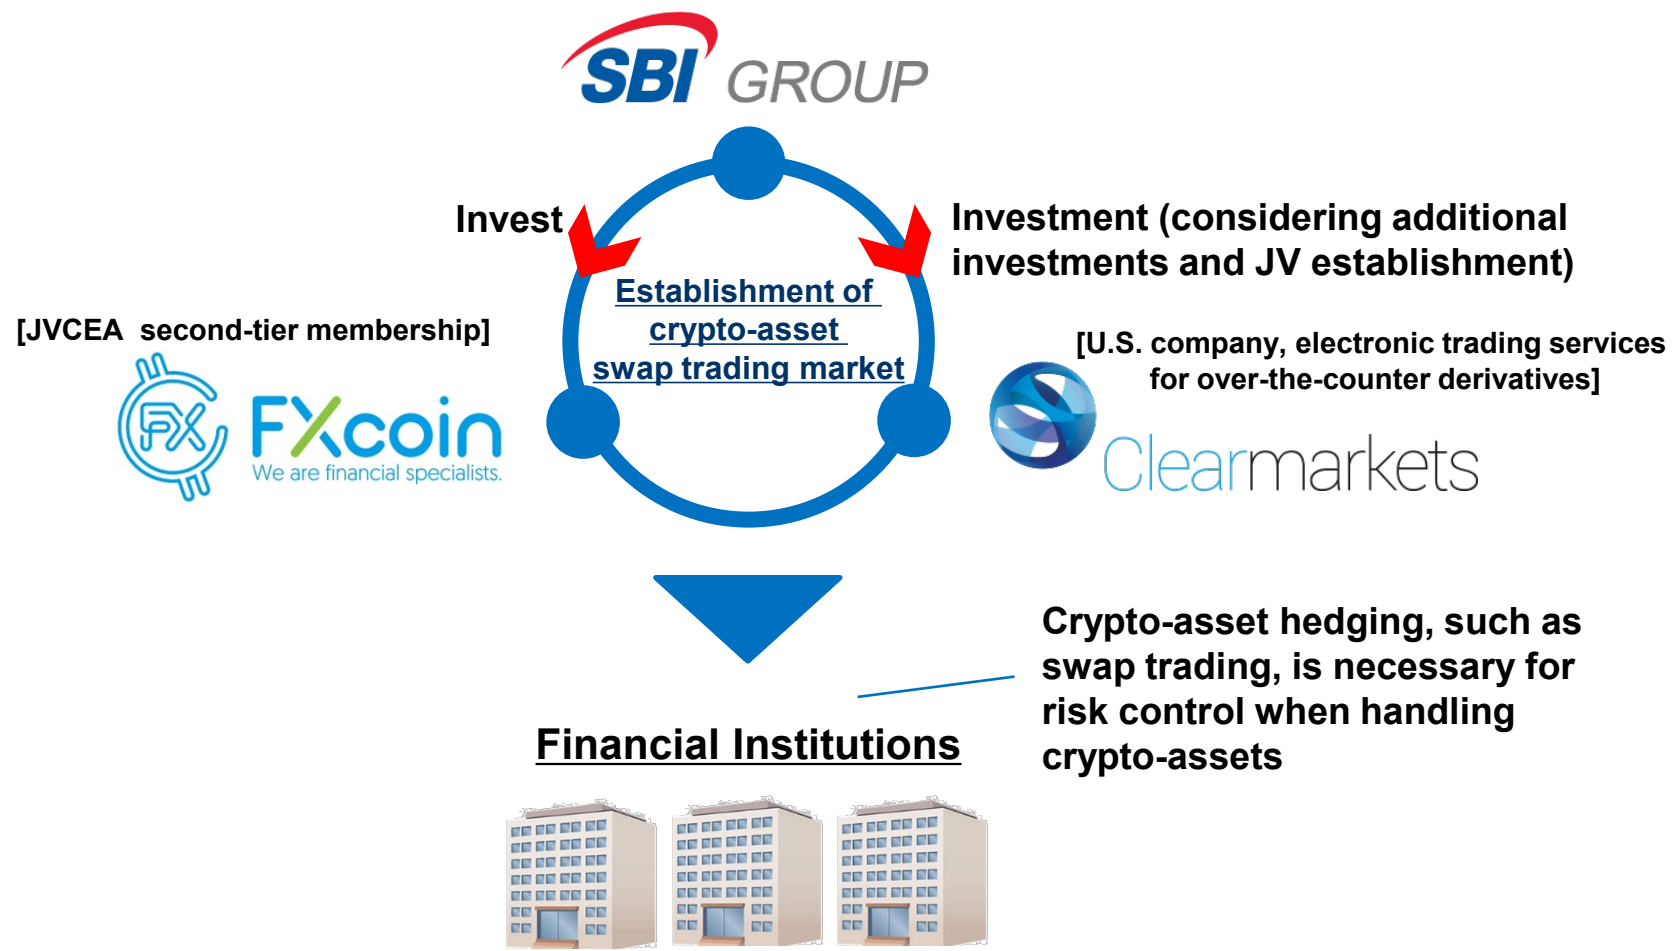 SBI GROUP
Invest
Investment (considering additional
investments and JV establishment)
Establishment of
crypto-asset
swap trading market
[JVCEA second-tier membership]
FX
FXcoin
We are financial specialists.
[U.S. company, electronic trading services
for over-the-counter derivatives]
Clearmarkets
Crypto-asset hedging, such as
swap trading, is necessary for
risk control when handling
crypto-assets
Financial Institutions